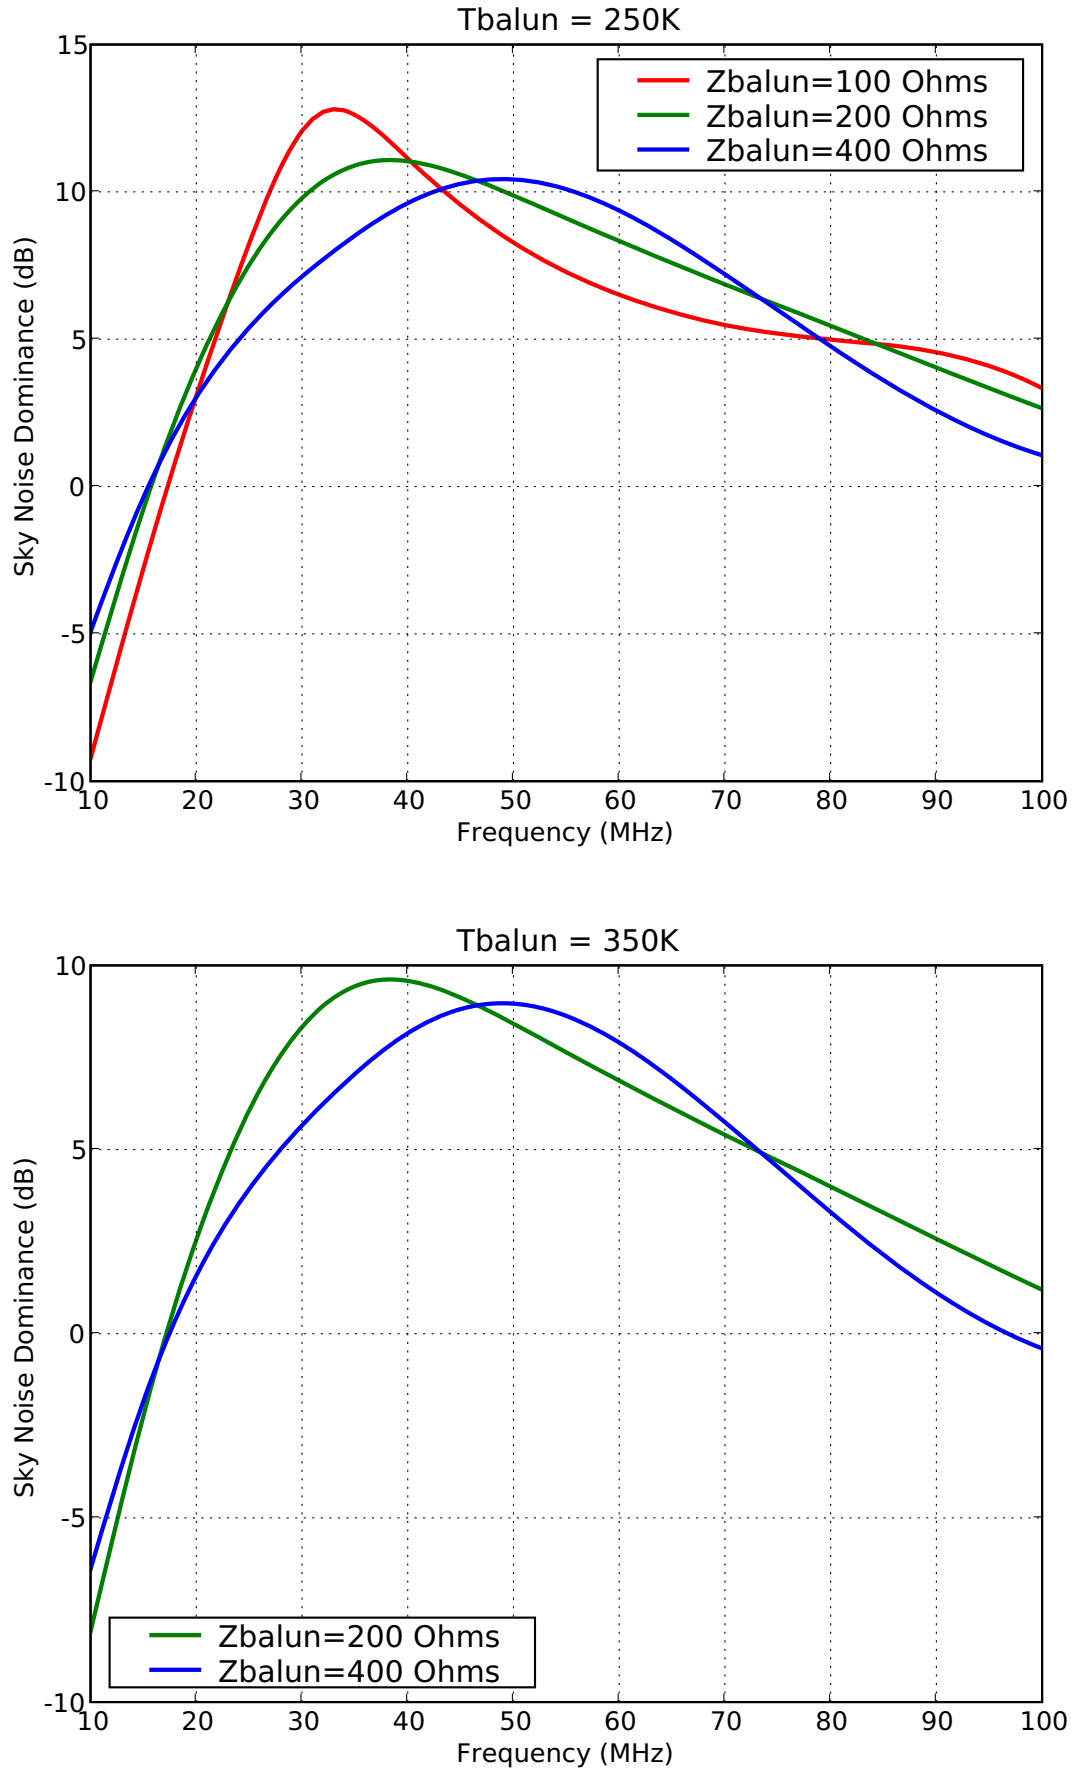 Tbalun = 250K
15
10
5
0
-5
-10
Sky Noise Dominance (dB)
Zbalun=100 Ohms
Zbalun=200 Ohms
Zbalun=400 Ohms
10 20 30 40 50 60 70 80 90 100
Frequency (MHz)
Tbalun = 350K
10
5
0
-5
-10
Sky Noise Dominance (dB)
Zbalun=200 Ohms
Zbalun=400 Ohms
10 20 30 40 50 60 70 80 90 100
Frequency (MHz)